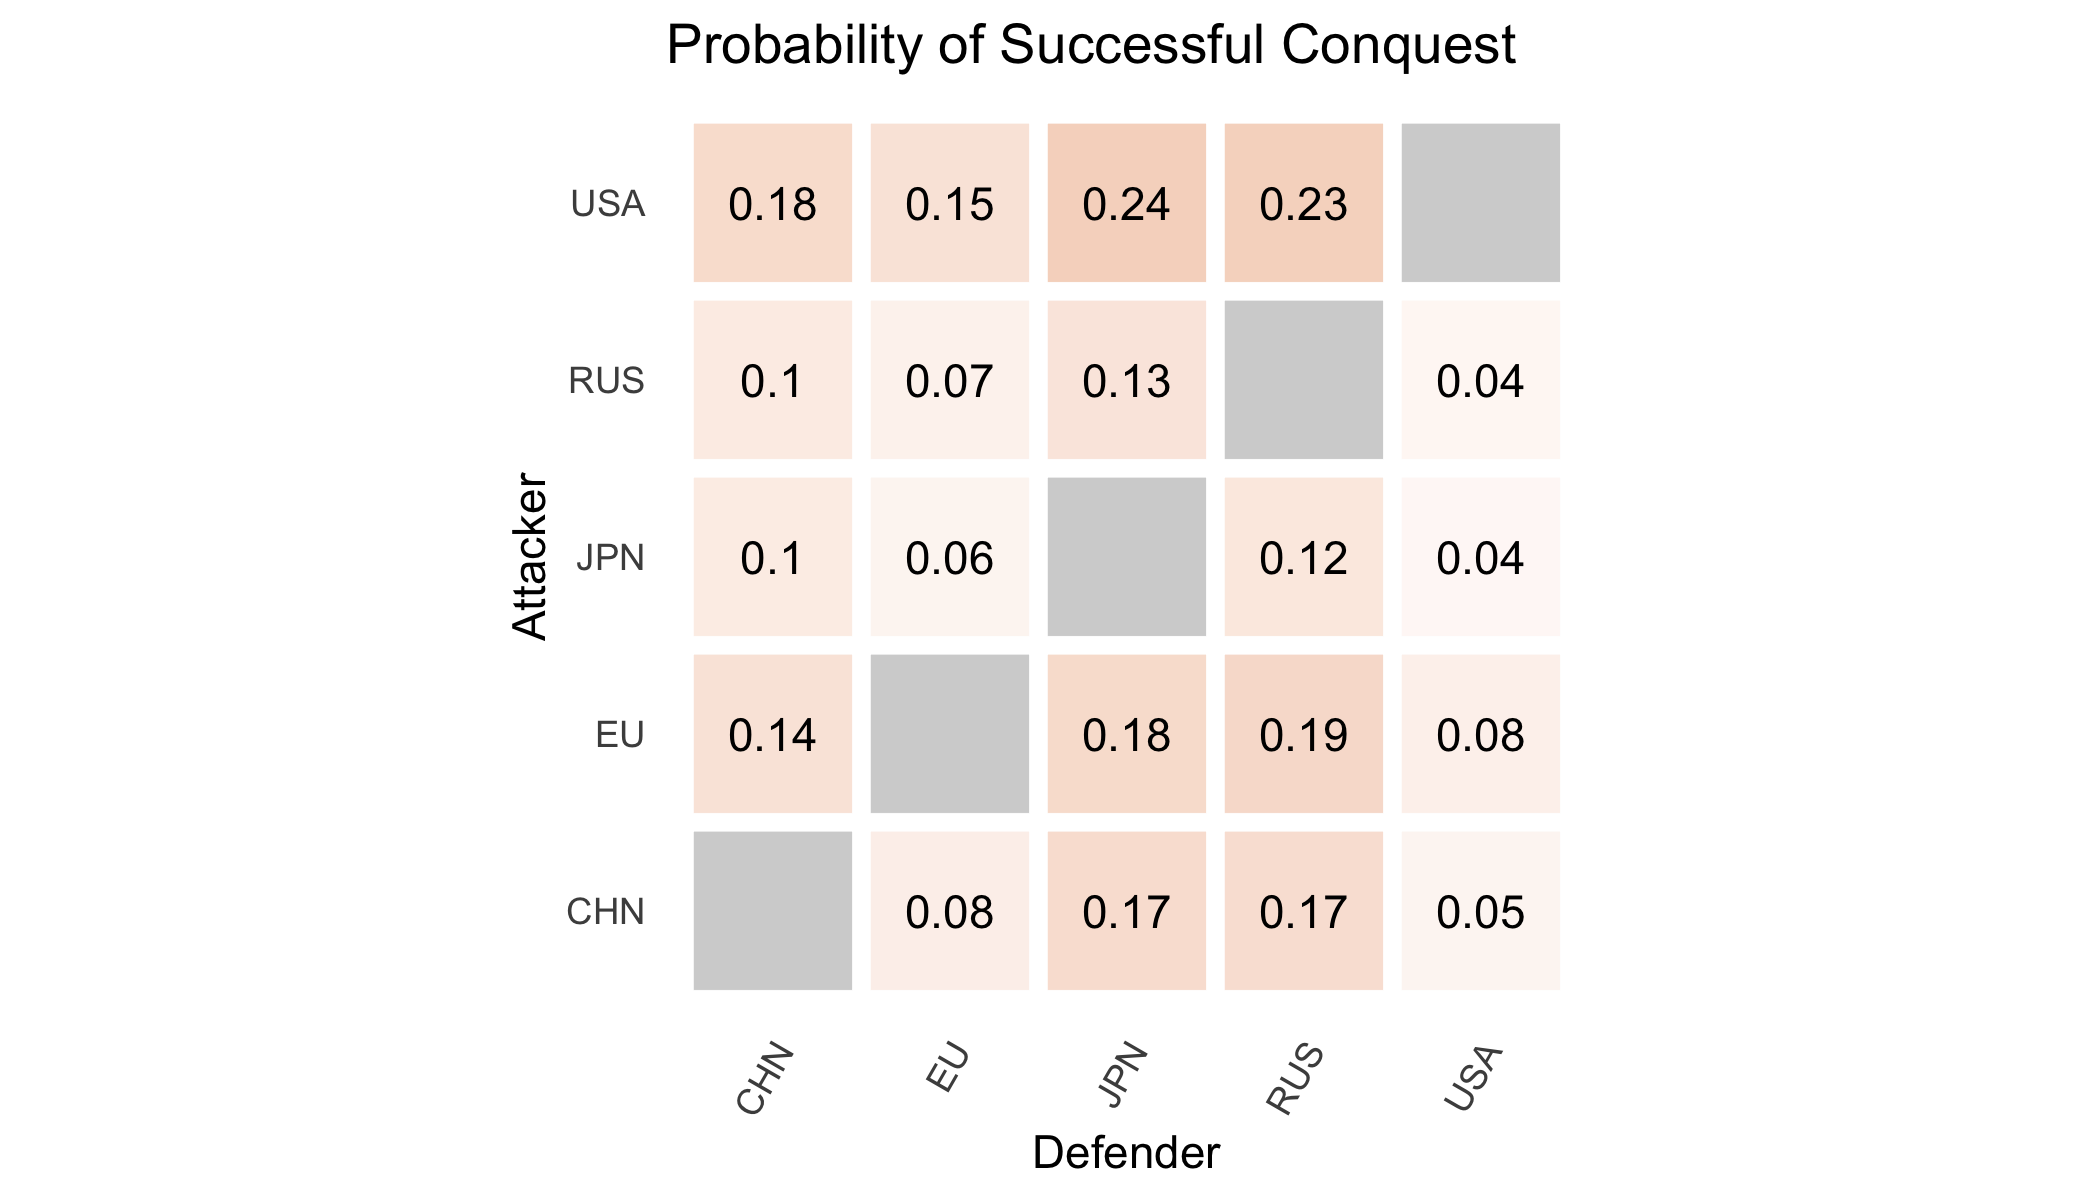 Probability of Successful Conquest
USA 0.18 0.15 0.24 0.23
RUS 0.1 0.07 0.13 0.04
Attacker
JPN 0.1 0.06 0.12 0.04
EU 0.14 0.18 0.19 0.08
CHN 0.08 0.17 0.17 0.05
CHN EU JPN RUS USA
Defender